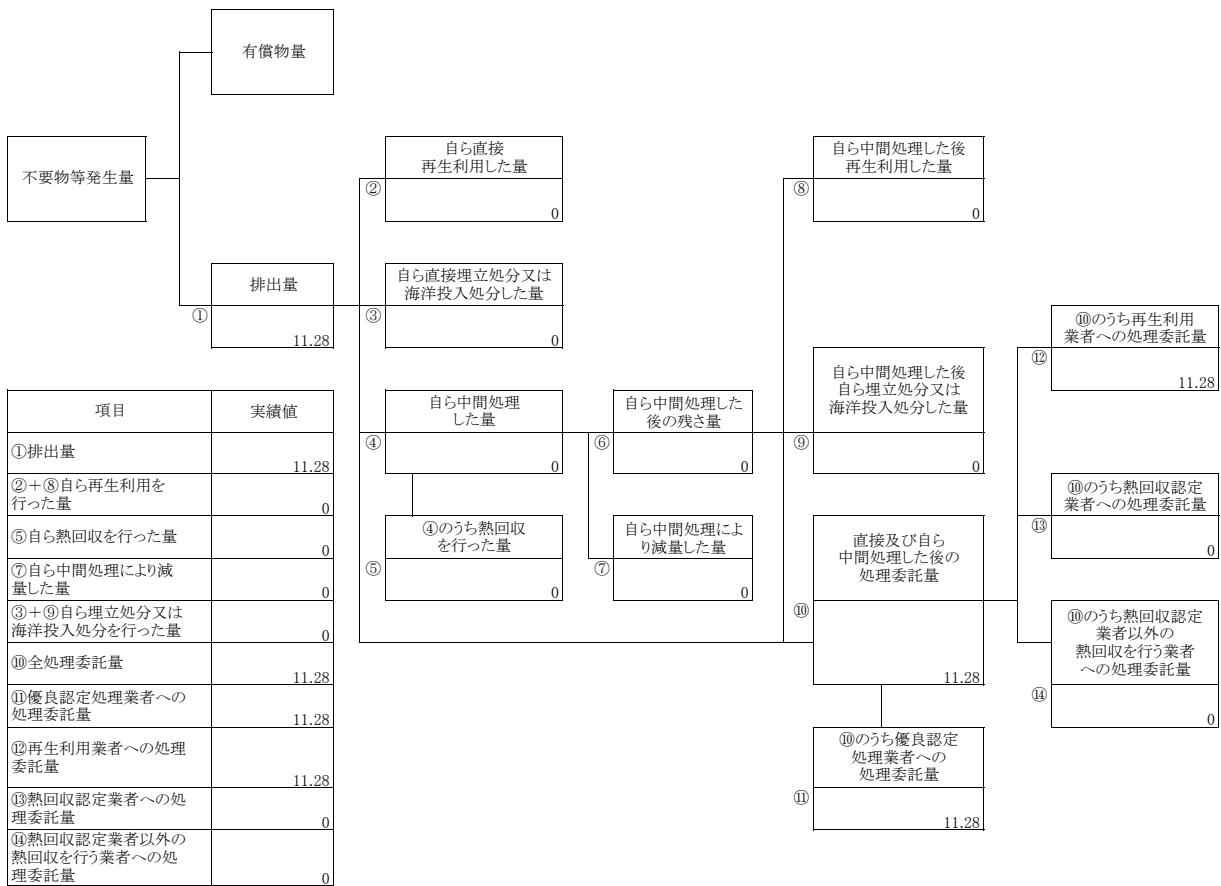 有償物量
不要物等発生量
自ら直接
再生利用した量
②
0
自ら中間処理した後
再生利用した量
⑧
0
排出量
①
11.28
自ら直接埋立処分又は
海洋投入処分した量
③
0
⑩のうち再生利用
業者への処理委託量
⑫
11.28
自ら中間処理
した量
④
0
自ら中間処理した
後の残さ量
⑥
0
自ら中間処理した後
自ら埋立処分又は
海洋投入処分した量
⑨
0
⑩のうち熱回収認定
業者への処理委託量
⑬
0
④のうち熱回収
を行った量
⑤
0
自ら中間処理によ
り減量した量
⑦
0
直接及び自ら
中間処理した後の
処理委託量
⑩
11.28
⑩のうち熱回収認定
業者以外の
熱回収を行う業者
への処理委託量
⑭
0
⑩のうち優良認定
処理業者への
処理委託量
⑪
11.28
項目 実績値
①排出量
11.28
②＋⑧自ら再生利用を
行った量
0
⑤自ら熱回収を行った量
0
⑦自ら中間処理により減
量した量
0
③＋⑨自ら埋立処分又は
海洋投入処分を行った量
0
⑩全処理委託量
11.28
⑪優良認定処理業者への
処理委託量
11.28
⑫再生利用業者への処理
委託量
11.28
⑬熱回収認定業者への処
理委託量
0
⑭熱回収認定業者以外の
熱回収を行う業者への処
理委託量
0